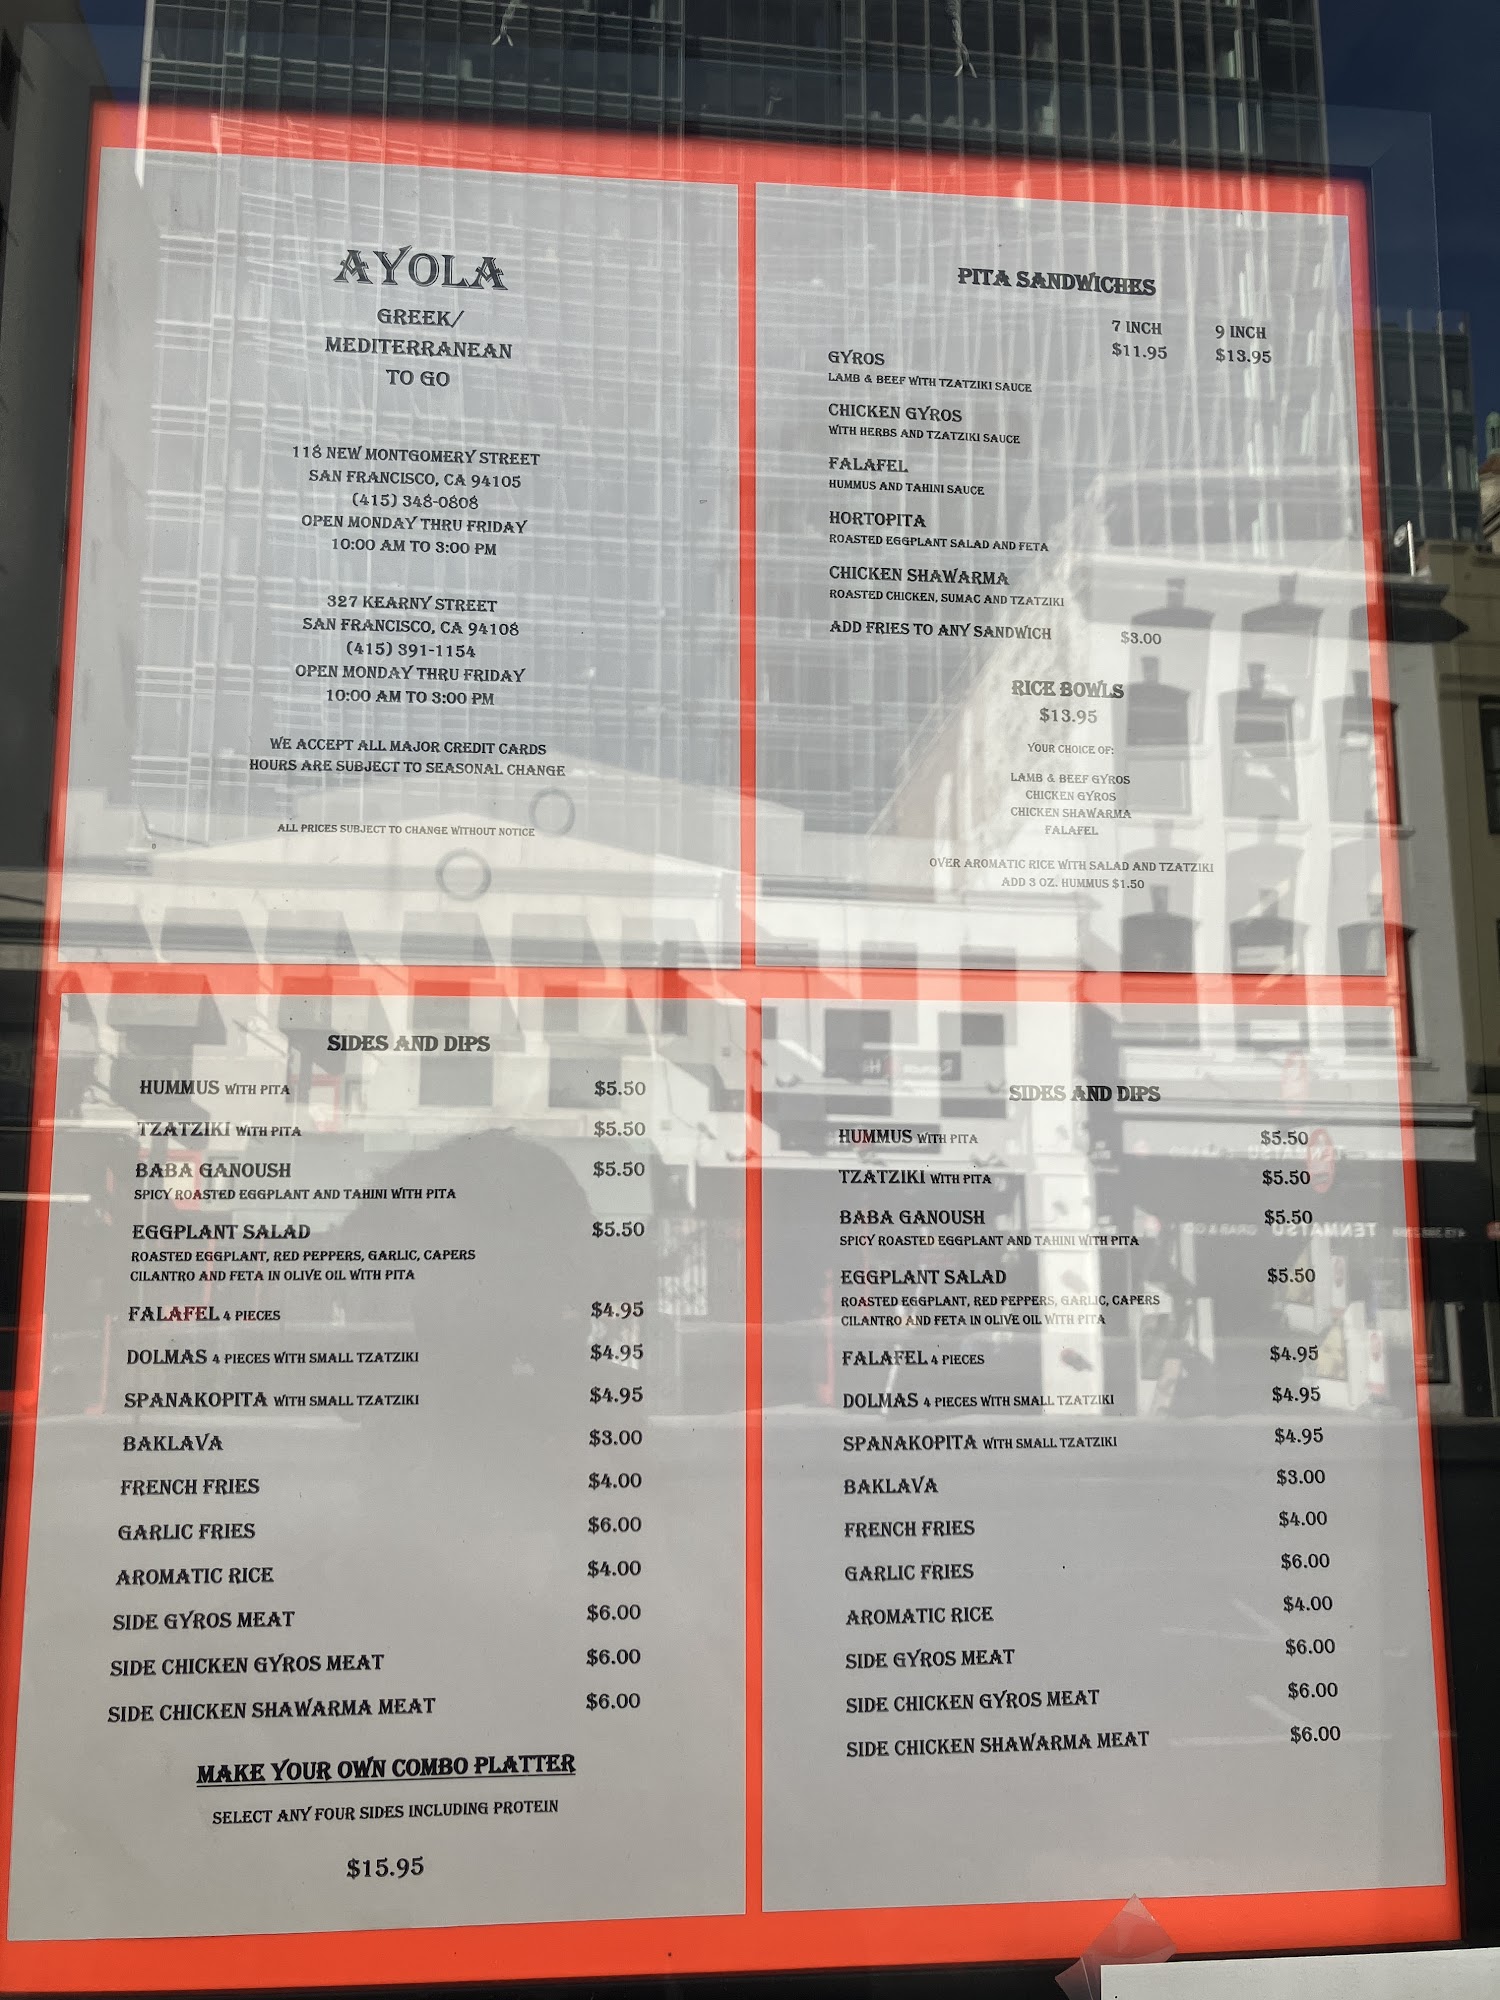 AYOLA
GREEK/
MEDITERRANEAN
TO GO
118 NEW MONTGOMERY STREET
SAN FRANCISCO, CA 94105
(415) 348-0808
OPEN MONDAY THRU FRIDAY
10:00 AM TO 3:00 PM
327 KEARNY STREET
SAN FRANCISCO, CA 94108
(415) 391-1154
OPEN MONDAY THRU FRIDAY
10:00 AM TO 3:00 PM
WE ACCEPT ALL MAJOR CREDIT CARDS
HOURS ARE SUBJECT TO SEASONAL CHANGE
ALL PRICES SUBJECT TO CHANGE WITHOUT NOTICE
PITA SANDWICHES
7 INCH 9 INCH
GYROS $11.95 $13.95
LAMB & BEEF WITH TZATZIKI SAUCE
CHICKEN GYROS
WITH HERBS AND TZATZIKI SAUCE
FALAFEL
HUMMUS AND TAHINI SAUCE
HORTOPITA
ROASTED EGGPLANT SALAD AND FETA
CHICKEN SHAWARMA
ROASTED CHICKEN, SUMAC AND TZATZIKI
ADD FRIES TO ANY SANDWICH $3.00
RICE BOWLS
$13.95
YOUR CHOICE OF:
LAMB & BEEF GYROS
CHICKEN GYROS
CHICKEN SHAWARMA
FALAFEL
OVER AROMATIC RICE WITH SALAD AND TZATZIKI
ADD 3 OZ. HUMMUS $1.50
SIDES AND DIPS
HUMMUS WITH PITA $5.50
TZATZIKI WITH PITA $5.50
BABA GANOUSH $5.50
SPICY ROASTED EGGPLANT AND TAHINI WITH PITA
EGGPLANT SALAD $5.50
ROASTED EGGPLANT, RED PEPPERS, GARLIC, CAPERS
CILANTRO AND FETA IN OLIVE OIL WITH PITA
FALAFEL 4 PIECES $4.95
DOLMAS 4 PIECES WITH SMALL TZATZIKI $4.95
SPANAKOPITA WITH SMALL TZATZIKI $4.95
BAKLAVA $3.00
FRENCH FRIES $4.00
GARLIC FRIES $6.00
AROMATIC RICE $4.00
SIDE GYROS MEAT $6.00
SIDE CHICKEN GYROS MEAT $6.00
SIDE CHICKEN SHAWARMA MEAT $6.00
MAKE YOUR OWN COMBO PLATTER
SELECT ANY FOUR SIDES INCLUDING PROTEIN
$15.95
SIDES AND DIPS
HUMMUS WITH PITA $5.50
TZATZIKI WITH PITA $5.50
BABA GANOUSH $5.50
SPICY ROASTED EGGPLANT AND TAHINI WITH PITA
EGGPLANT SALAD $5.50
ROASTED EGGPLANT, RED PEPPERS, GARLIC, CAPERS
CILANTRO AND FETA IN OLIVE OIL WITH PITA
FALAFEL 4 PIECES $4.95
DOLMAS 4 PIECES WITH SMALL TZATZIKI $4.95
SPANAKOPITA WITH SMALL TZATZIKI $4.95
BAKLAVA $3.00
FRENCH FRIES $4.00
GARLIC FRIES $6.00
AROMATIC RICE $4.00
SIDE GYROS MEAT $6.00
SIDE CHICKEN GYROS MEAT $6.00
SIDE CHICKEN SHAWARMA MEAT $6.00
TENMATSU